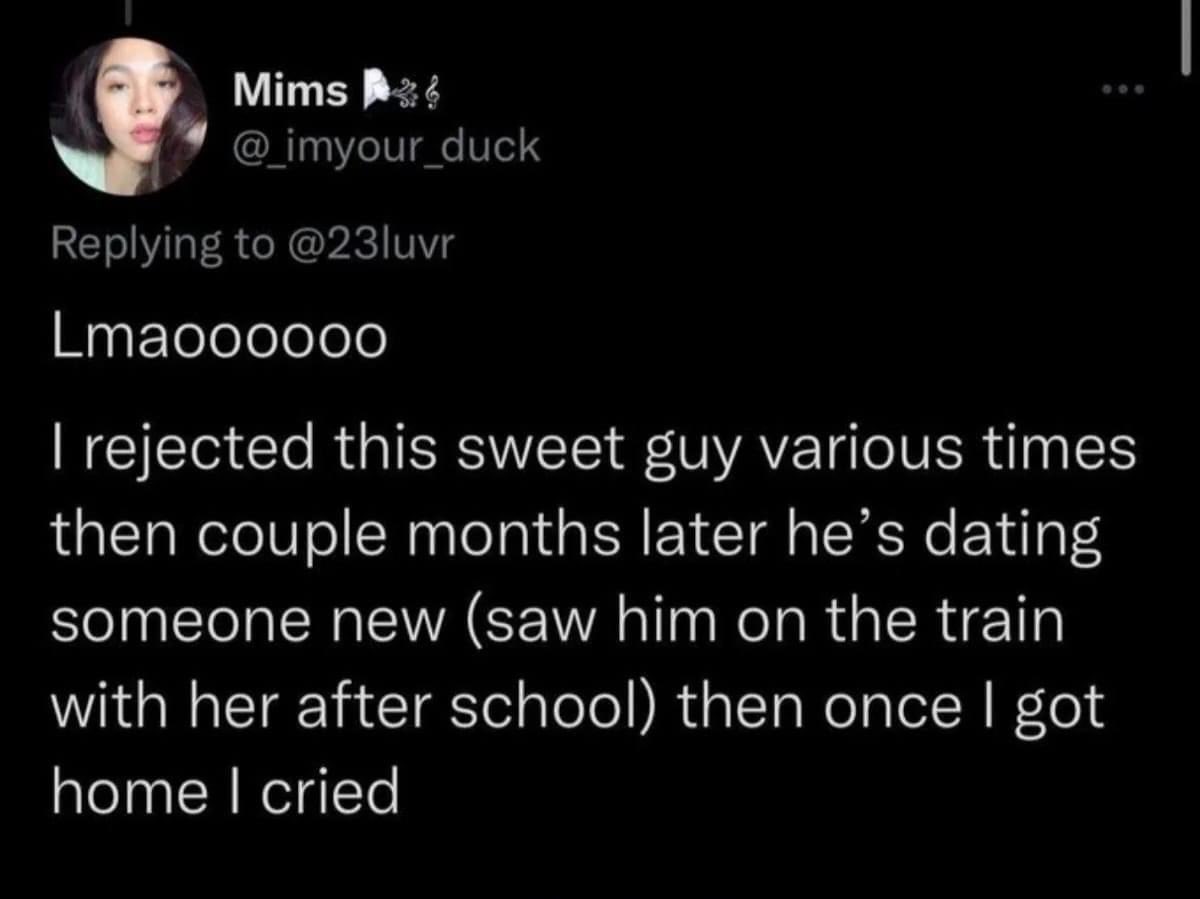 Mims
@_imyour_duck
Replying to @23luvr
Lmaoooooo
I rejected this sweet guy various times
then couple months later he’s dating
someone new (saw him on the train
with her after school) then once I got
home I cried